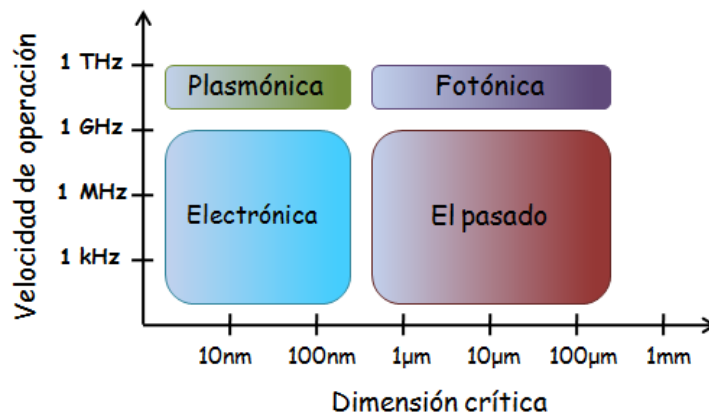 Velocidad de operación
1 THz
1 GHz
1 MHz
1 kHz
Plasmónica
Fotónica
Electrónica
El pasado
10nm
100nm
1µm
10µm
100µm
1mm
Dimensión crítica